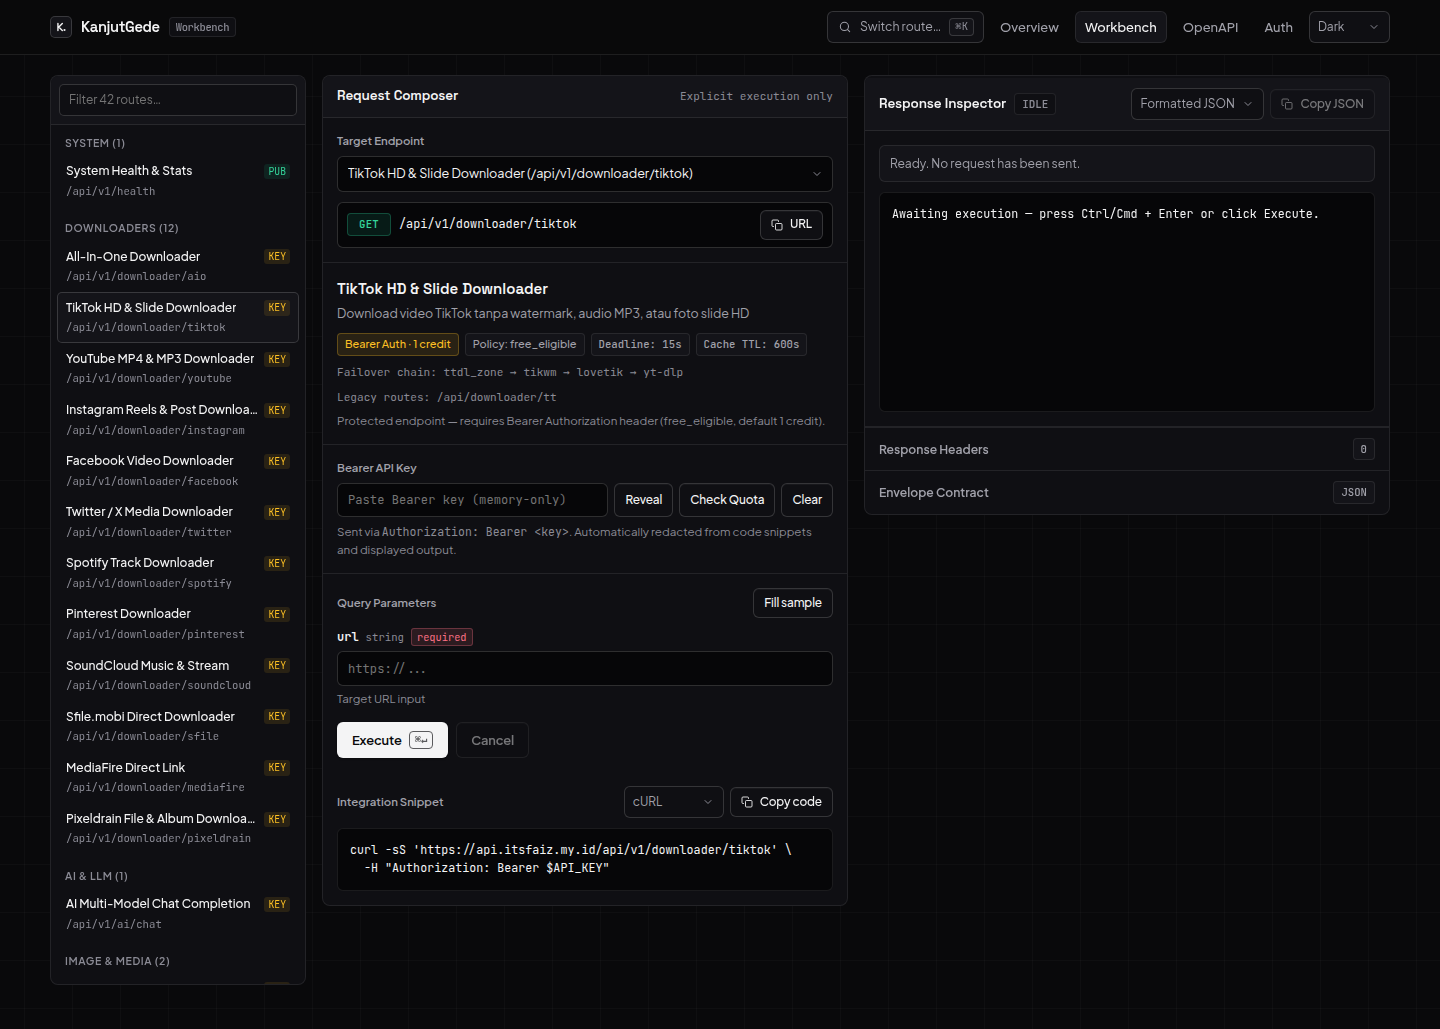 K. KanjutGede Workbench
Switch route... ⌘K Overview Workbench OpenAPI Auth Dark
Filter 42 routes...
SYSTEM (1)
System Health & Stats PUB
/api/v1/health
DOWNLOADERS (12)
All-In-One Downloader KEY
/api/v1/downloader/aio
TikTok HD & Slide Downloader KEY
/api/v1/downloader/tiktok
YouTube MP4 & MP3 Downloader KEY
/api/v1/downloader/youtube
Instagram Reels & Post Downloa... KEY
/api/v1/downloader/instagram
Facebook Video Downloader KEY
/api/v1/downloader/facebook
Twitter / X Media Downloader KEY
/api/v1/downloader/twitter
Spotify Track Downloader KEY
/api/v1/downloader/spotify
Pinterest Downloader KEY
/api/v1/downloader/pinterest
SoundCloud Music & Stream KEY
/api/v1/downloader/soundcloud
Sfile.mobi Direct Downloader KEY
/api/v1/downloader/sfile
MediaFire Direct Link KEY
/api/v1/downloader/mediafire
Pixeldrain File & Album Downloa... KEY
/api/v1/downloader/pixeldrain
AI & LLM (1)
AI Multi-Model Chat Completion KEY
/api/v1/ai/chat
IMAGE & MEDIA (2)
Request Composer Explicit execution only
Target Endpoint
TikTok HD & Slide Downloader (/api/v1/downloader/tiktok)
GET /api/v1/downloader/tiktok URL
TikTok HD & Slide Downloader
Download video TikTok tanpa watermark, audio MP3, atau foto slide HD
Bearer Auth · 1 credit Policy: free_eligible Deadline: 15s Cache TTL: 600s
Failover chain: ttdl_zone → tikwm → lovetik → yt-dlp
Legacy routes: /api/downloader/tt
Protected endpoint — requires Bearer Authorization header (free_eligible, default 1 credit).
Bearer API Key
Paste Bearer key (memory-only) Reveal Check Quota Clear
Sent via Authorization: Bearer <key>. Automatically redacted from code snippets
and displayed output.
Query Parameters Fill sample
url string required
https://...
Target URL input
Execute ⌘↵ Cancel
Integration Snippet cURL Copy code
curl -sS 'https://api.itsfaiz.my.id/api/v1/downloader/tiktok' \
-H "Authorization: Bearer $API_KEY"
Response Inspector IDLE Formatted JSON Copy JSON
Ready. No request has been sent.
Awaiting execution — press Ctrl/Cmd + Enter or click Execute.
Response Headers 0
Envelope Contract JSON